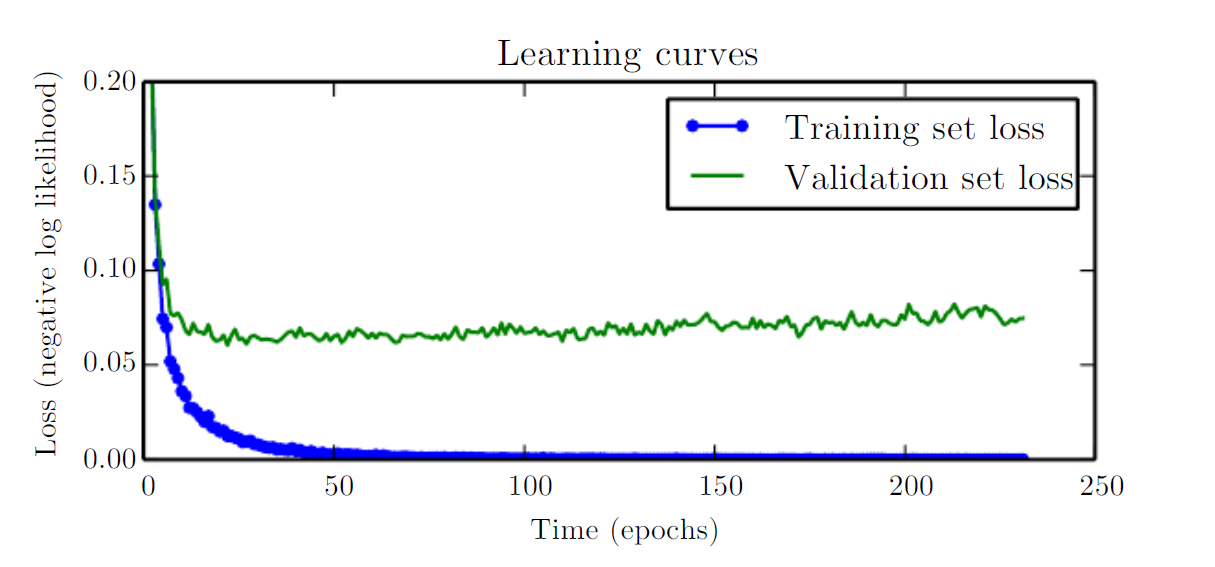 Learning curves
Loss (negative log likelihood)
0.20
0.15
0.10
0.05
0.00
Training set loss
Validation set loss
0 50 100 150 200 250
Time (epochs)